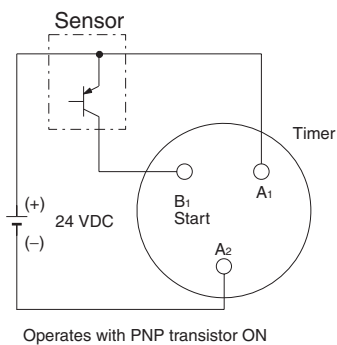 Sensor
Timer
B1
Start
A1
(+)
24 VDC
(−)
A2
Operates with PNP transistor ON